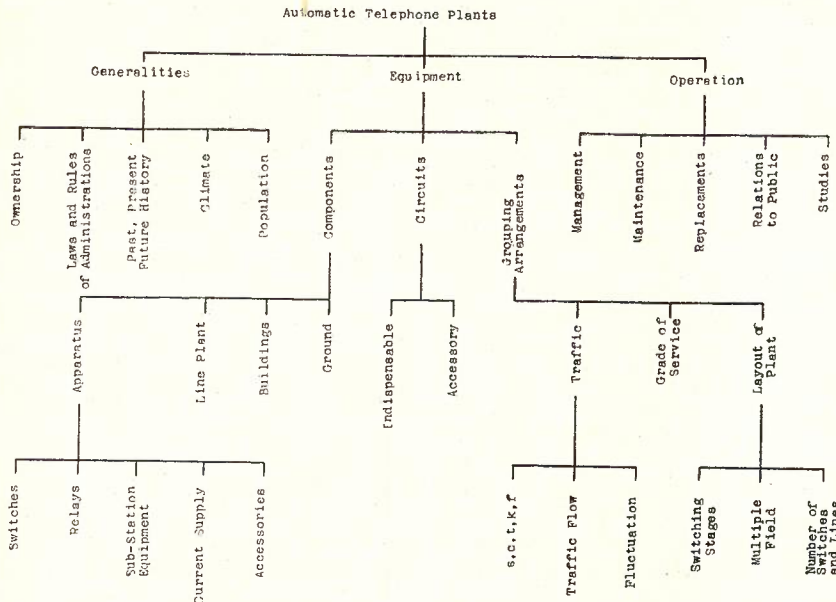 Automatic Telephone Plants
Generalities
Equipment
Operation
Ownership
Laws and Rules
of Administrations
Past, Present
Future History
Climate
Population
Components
Circuits
Grouping
Arrangements
Management
Maintenance
Replacements
Relations
to Public
Studies
Apparatus
Line Plant
Buildings
Ground
Indispensable
Accessory
Traffic
Grade of
Service
Layout of
Plant
Switches
Relays
Sub-Station
Equipment
Current Supply
Accessories
s,c,t,k,f
Traffic Flow
Fluctuation
Switching
Stages
Multiple
Field
Number of
Switches
and Lines